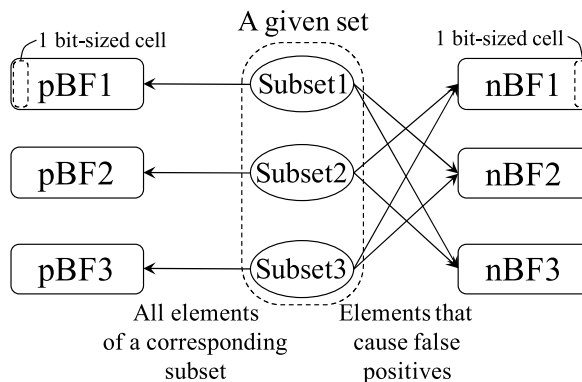 A given set
1 bit-sized cell
1 bit-sized cell
pBF1
Subset1
nBF1
pBF2
Subset2
nBF2
pBF3
Subset3
nBF3
All elements
of a corresponding
subset
Elements that
cause false
positives